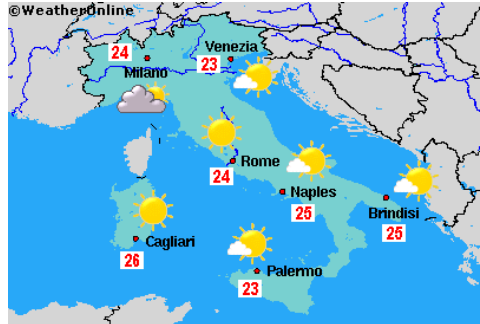 ©WeatherOnline
24
Venezia
Milano
23
Rome
24
Naples
25
Brindisi
25
Cagliari
26
Palermo
23